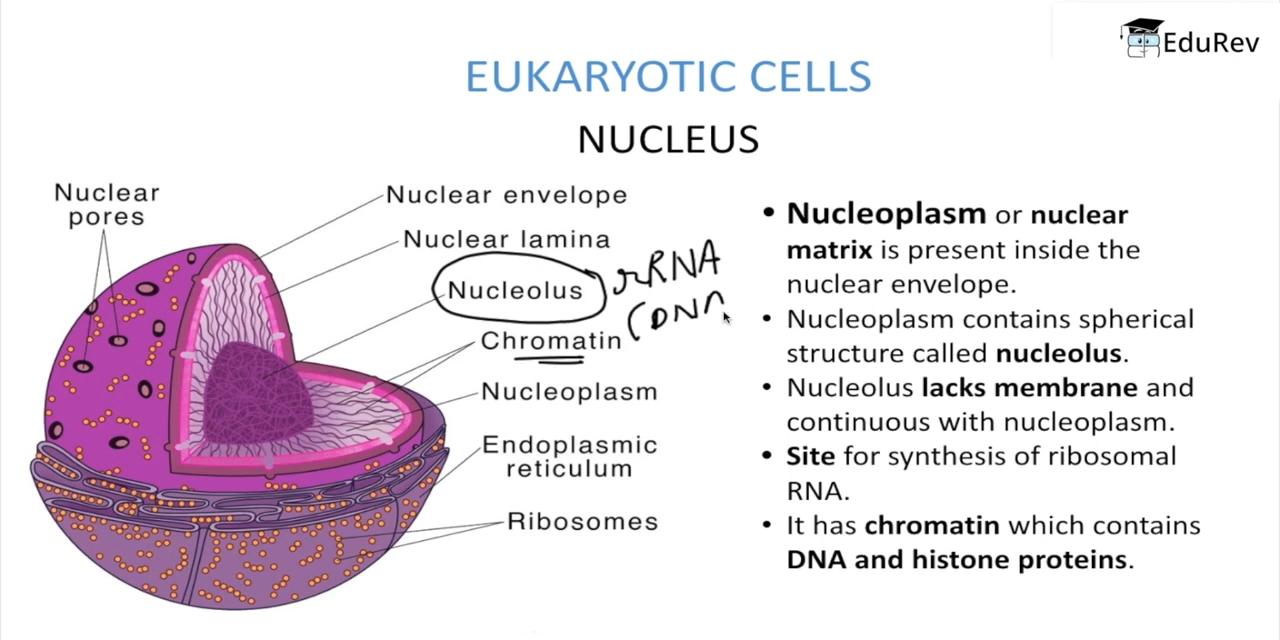 EduRev
EUKARYOTIC CELLS
NUCLEUS
Nuclear
pores
Nuclear envelope
Nuclear lamina
Nucleolus
rRNA
(DNA
Chromatin
Nucleoplasm
Endoplasmic
reticulum
Ribosomes
• Nucleoplasm or nuclear
matrix is present inside the
nuclear envelope.
• Nucleoplasm contains spherical
structure called nucleolus.
• Nucleolus lacks membrane and
continuous with nucleoplasm.
• Site for synthesis of ribosomal
RNA.
• It has chromatin which contains
DNA and histone proteins.